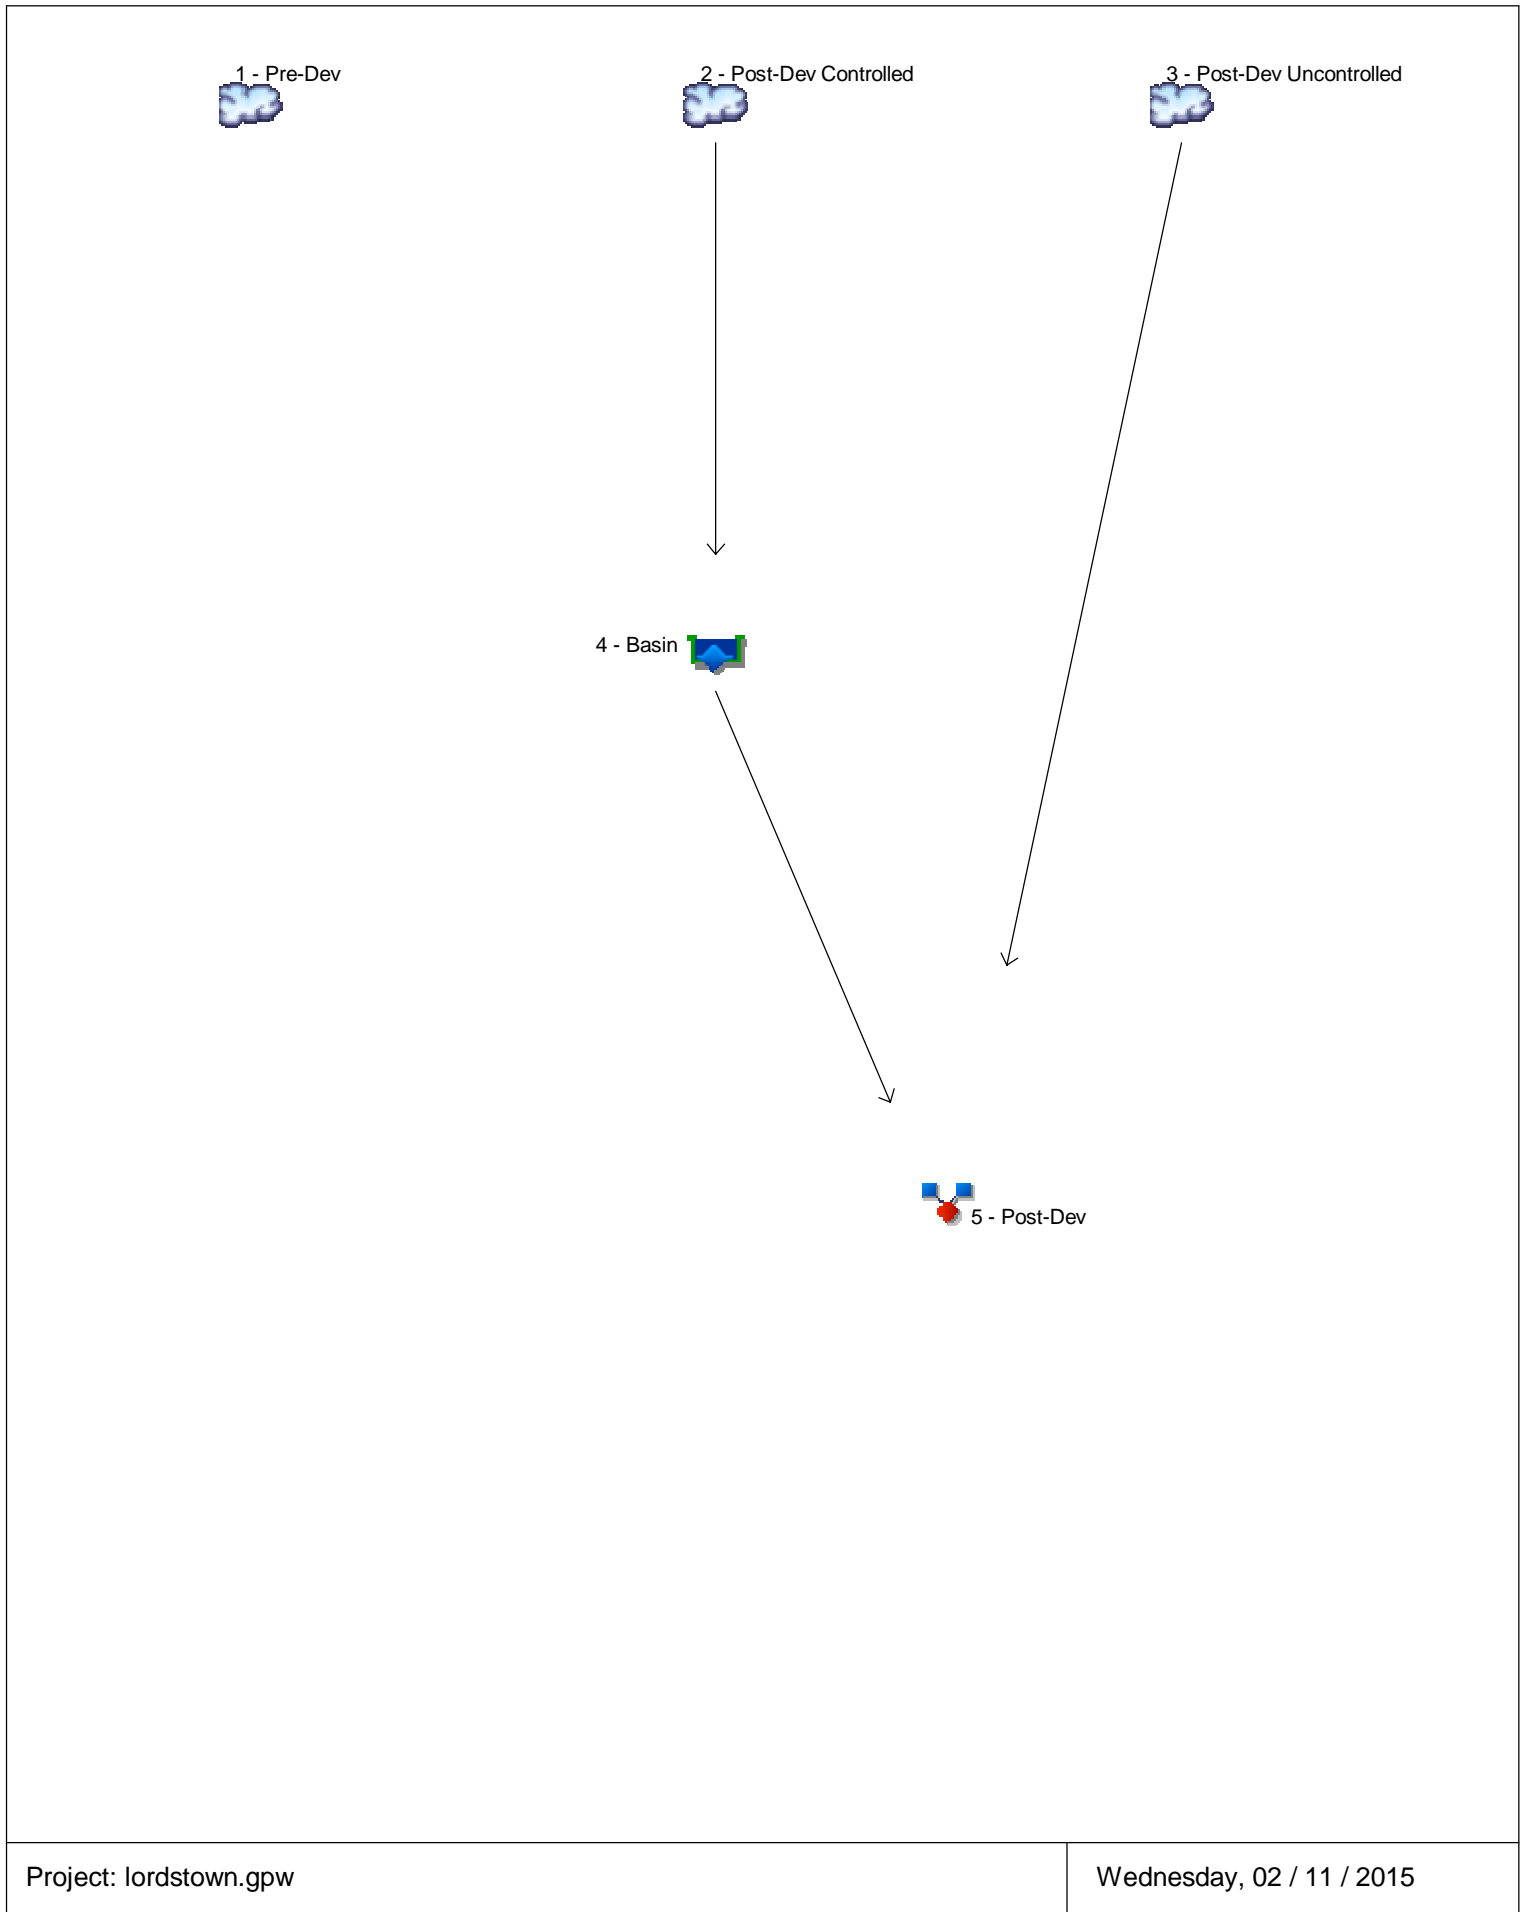 1 - Pre-Dev
2 - Post-Dev Controlled
3 - Post-Dev Uncontrolled
4 - Basin
5 - Post-Dev
Project: lordstown.gpw
Wednesday, 02 / 11 / 2015